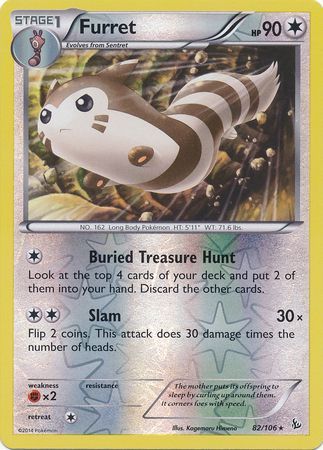 STAGE1
Furret
HP 90
Evolves from Sentret
NO. 162 Long Body Pokémon HT: 5'11" WT: 71.6 lbs.
Buried Treasure Hunt
Look at the top 4 cards of your deck and put 2 of
them into your hand. Discard the other cards.
Slam 30×
Flip 2 coins. This attack does 30 damage times the
number of heads.
weakness resistance
×2
retreat
The mother puts its offspring to
sleep by curling up around them.
It corners foes with speed.
©2014 Pokémon
Illus. Kagemaru Himeno
82/106 ★